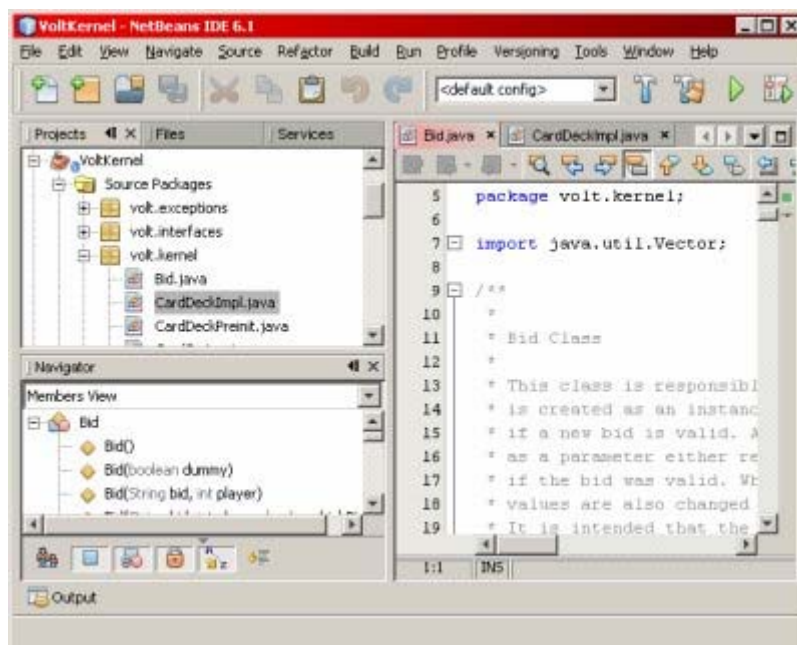 VoltKernel - NetBeans IDE 6.1
File Edit View Navigate Source Refactor Build Run Profile Versioning Tools Window Help
<default config>
Projects Files Services
VoltKernel
Source Packages
volt.exceptions
volt.interfaces
volt.kernel
Bid.java
CardDeckImpl.java
CardDeckPreinit.java
Navigator
Members View
Bid
Bid()
Bid(boolean dummy)
Bid(String bid, int player)
Bid.java CardDeckImpl.java
5 package volt.kernel;
6
7 import java.util.Vector;
8
9 /**
10 *
11 * Bid Class
12 *
13 * This class is responsibl
14 * is created as an instanc
15 * if a new bid is valid. A
16 * as a parameter either re
17 * if the bid was valid. Wh
18 * values are also changed
19 * It is intended that the
1:1 INS
Output